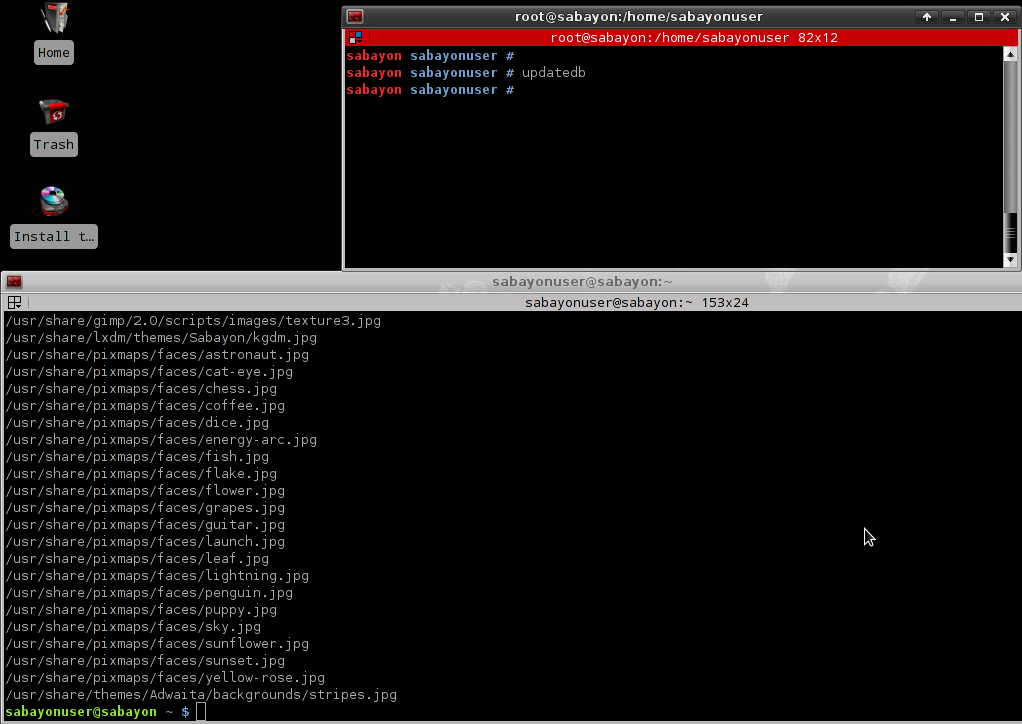 Home
Trash
Install t…
root@sabayon:/home/sabayonuser
root@sabayon:/home/sabayonuser 82x12
sabayon sabayonuser #
sabayon sabayonuser # updatedb
sabayon sabayonuser #
sabayonuser@sabayon:~
sabayonuser@sabayon:~ 153x24
/usr/share/gimp/2.0/scripts/images/texture3.jpg
/usr/share/lxdm/themes/Sabayon/kgdm.jpg
/usr/share/pixmaps/faces/astronaut.jpg
/usr/share/pixmaps/faces/cat-eye.jpg
/usr/share/pixmaps/faces/chess.jpg
/usr/share/pixmaps/faces/coffee.jpg
/usr/share/pixmaps/faces/dice.jpg
/usr/share/pixmaps/faces/energy-arc.jpg
/usr/share/pixmaps/faces/fish.jpg
/usr/share/pixmaps/faces/flake.jpg
/usr/share/pixmaps/faces/flower.jpg
/usr/share/pixmaps/faces/grapes.jpg
/usr/share/pixmaps/faces/guitar.jpg
/usr/share/pixmaps/faces/launch.jpg
/usr/share/pixmaps/faces/leaf.jpg
/usr/share/pixmaps/faces/lightning.jpg
/usr/share/pixmaps/faces/penguin.jpg
/usr/share/pixmaps/faces/puppy.jpg
/usr/share/pixmaps/faces/sky.jpg
/usr/share/pixmaps/faces/sunflower.jpg
/usr/share/pixmaps/faces/sunset.jpg
/usr/share/pixmaps/faces/yellow-rose.jpg
/usr/share/themes/Adwaita/backgrounds/stripes.jpg
sabayonuser@sabayon ~ $